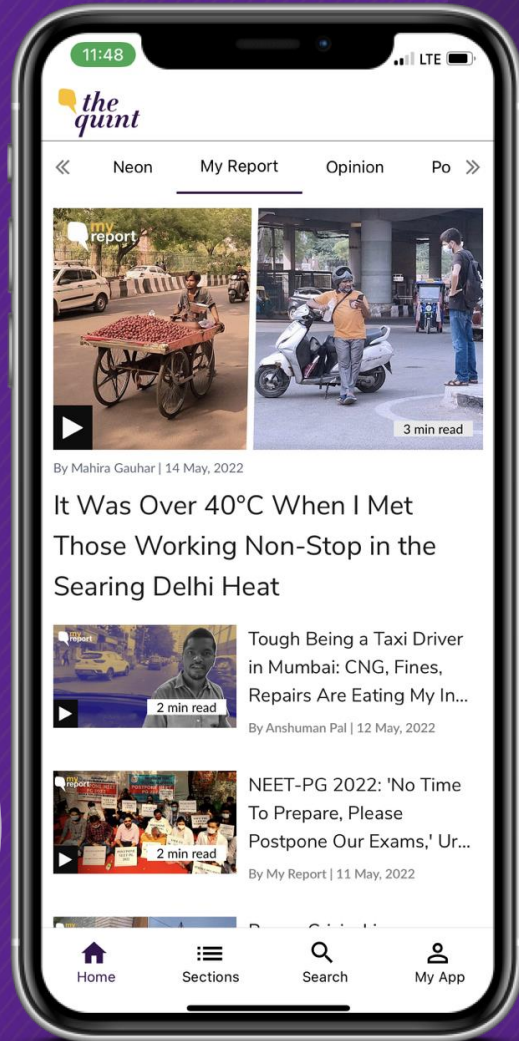 11:48
LTE
the
quint
Neon
My Report
Opinion
Po
my
report
3 min read
By Mahira Gauhar | 14 May, 2022
It Was Over 40°C When I Met
Those Working Non-Stop in the
Searing Delhi Heat
my
report
2 min read
Tough Being a Taxi Driver
in Mumbai: CNG, Fines,
Repairs Are Eating My In...
By Anshuman Pal | 12 May, 2022
my
report
2 min read
NEET-PG 2022: 'No Time
To Prepare, Please
Postpone Our Exams,' Ur...
By My Report | 11 May, 2022
Home
Sections
Search
My App